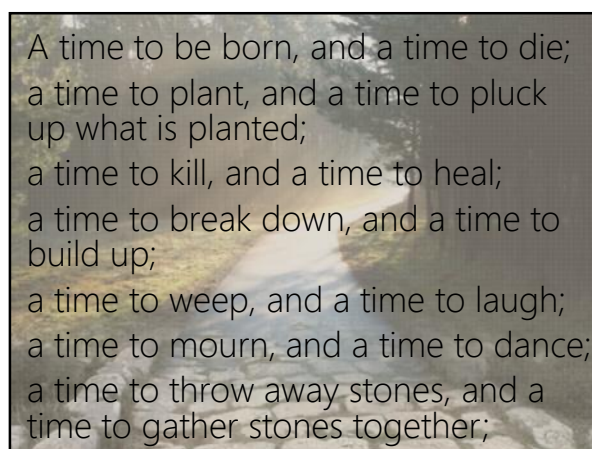 A time to be born, and a time to die;
a time to plant, and a time to pluck
up what is planted;
a time to kill, and a time to heal;
a time to break down, and a time to
build up;
a time to weep, and a time to laugh;
a time to mourn, and a time to dance;
a time to throw away stones, and a
time to gather stones together;